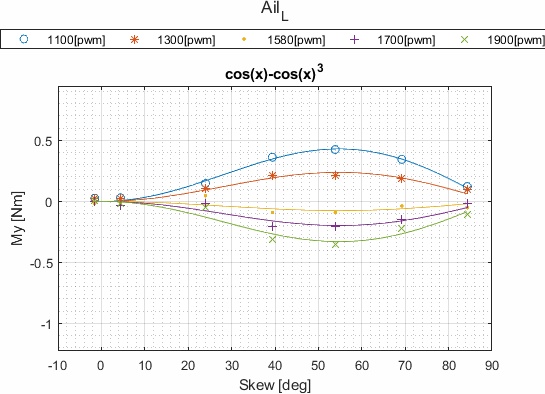 Ail_L
1100[pwm] 1300[pwm] 1580[pwm] 1700[pwm] 1900[pwm]
cos(x)-cos(x)^3
0.5
0
-0.5
-1
My [Nm]
-10 0 10 20 30 40 50 60 70 80 90
Skew [deg]